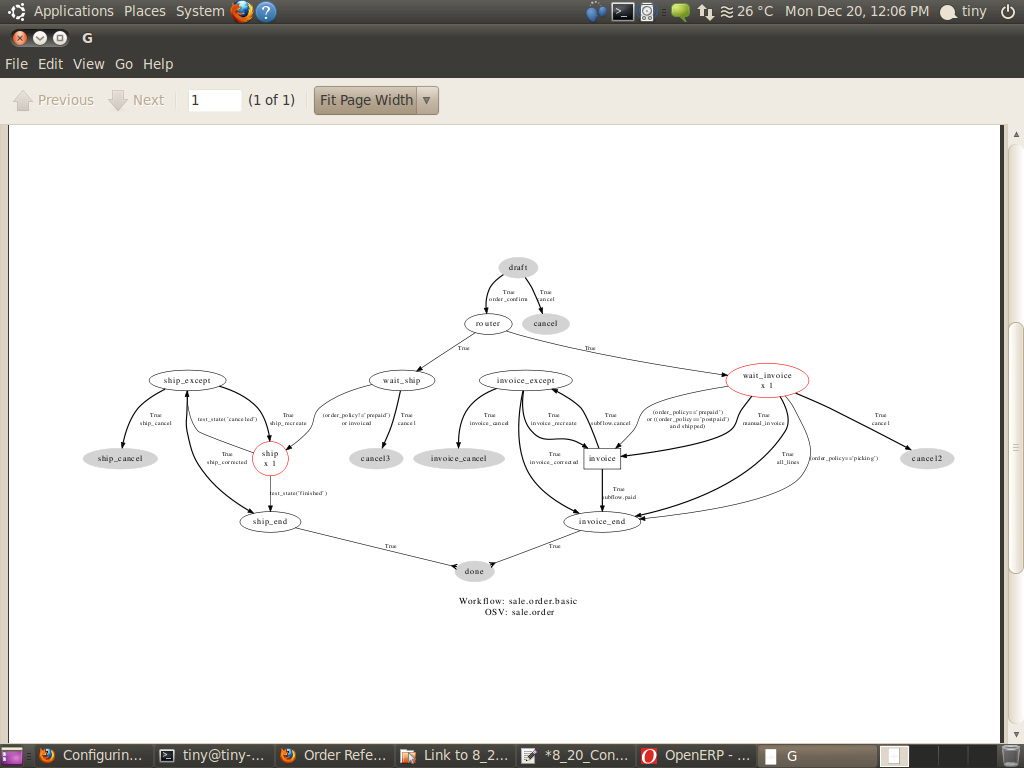 Applications Places System 26 °C Mon Dec 20, 12:06 PM tiny
G
File Edit View Go Help
Previous Next 1 (1 of 1) Fit Page Width
draft
True
order_confirm
True
cancel
router
cancel
True
True
ship_except
wait_ship
invoice_except
wait_invoice
x 1
True
ship_cancel
test_state("canceled")
True
ship_recreate
(order_policy!='prepaid')
or invoiced
True
cancel
True
invoice_cancel
True
invoice_recreate
True
subflow.cancel
(order_policy=='prepaid')
or ((order_policy=='postpaid')
and shipped)
True
manual_invoice
True
cancel
ship_cancel
True
ship_corrected
ship
x 1
cancel3
invoice_cancel
True
invoice_corrected
invoice
True
all_lines
(order_policy=='picking')
cancel2
test_state("finished")
True
subflow.paid
ship_end
invoice_end
True
True
done
Workflow: sale.order.basic
OSV: sale.order
Configurin... tiny@tiny-... Order Refe... Link to 8_2... *8_20_Con... OpenERP - ... G